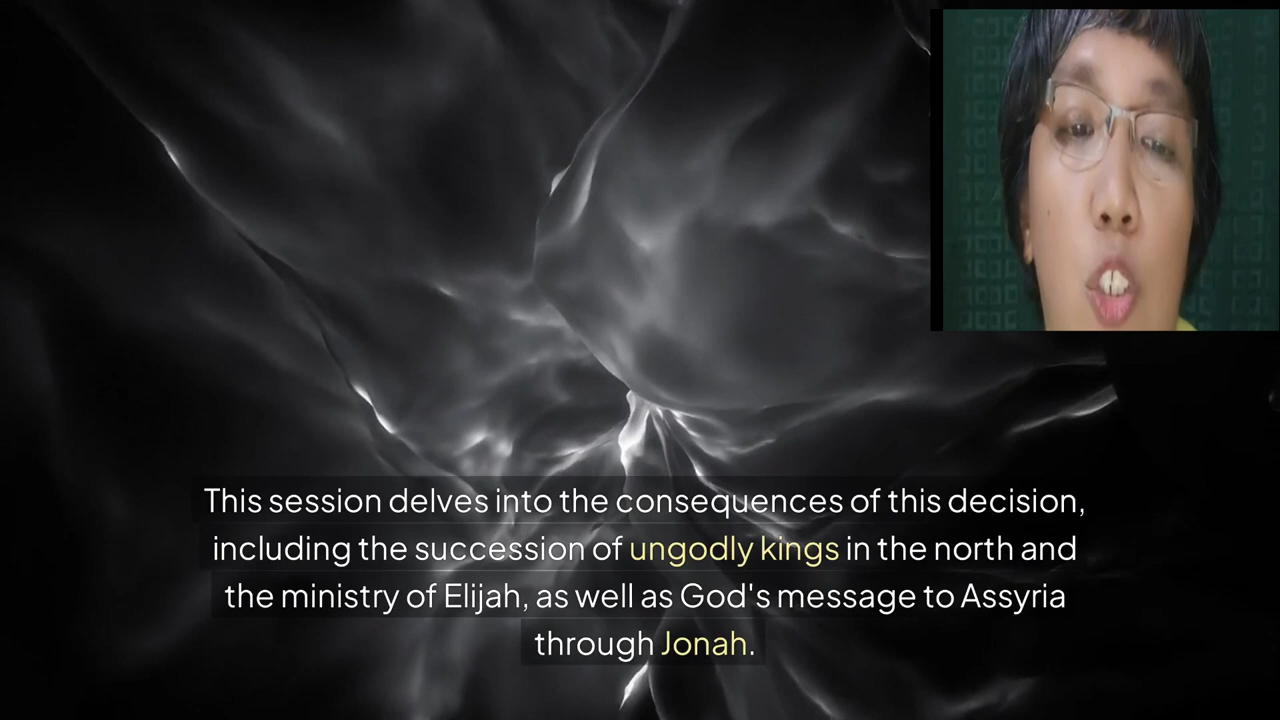 This session delves into the consequences of this decision,
including the succession of ungodly kings in the north and
the ministry of Elijah, as well as God's message to Assyria
through Jonah.